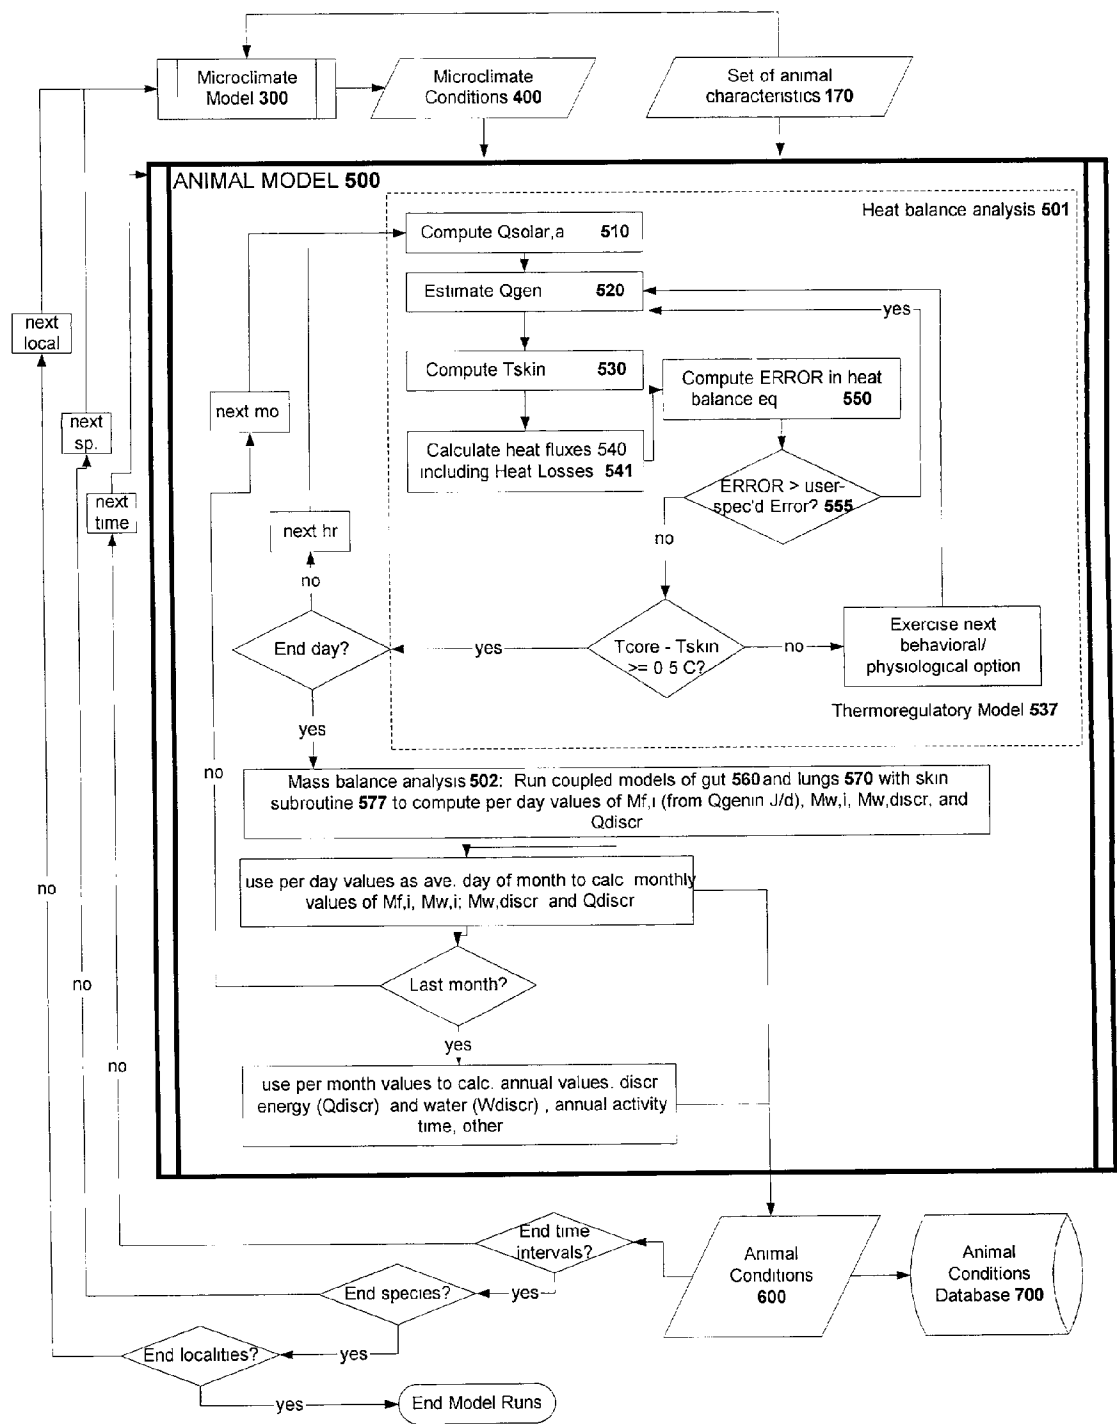 Microclimate
Model 300
Microclimate
Conditions 400
Set of animal
characteristics 170
ANIMAL MODEL 500
Heat balance analysis 501
Compute Qsolar,a 510
Estimate Qgen 520
yes
next
local
Compute Tskin 530
Compute ERROR in heat
balance eq 550
next mo
next
sp.
Calculate heat fluxes 540
including Heat Losses 541
ERROR > user-
spec'd Error? 555
next
time
next hr
no
no
Exercise next
behavioral/
physiological option
End day?
yes
Tcore - Tskin
>= 0 5 C?
no
Thermoregulatory Model 537
yes
no
Mass balance analysis 502: Run coupled models of gut 560 and lungs 570 with skin
subroutine 577 to compute per day values of Mf,i (from Qgenin J/d), Mw,i, Mw,discr, and
Qdiscr
no
use per day values as ave. day of month to calc monthly
values of Mf,i, Mw,i; Mw,discr and Qdiscr
no
Last month?
yes
no
use per month values to calc. annual values. discr
energy (Qdiscr) and water (Wdiscr) , annual activity
time, other
End time
intervals?
Animal
Conditions
600
Animal
Conditions
Database 700
End species?
yes
End localities?
yes
yes
End Model Runs